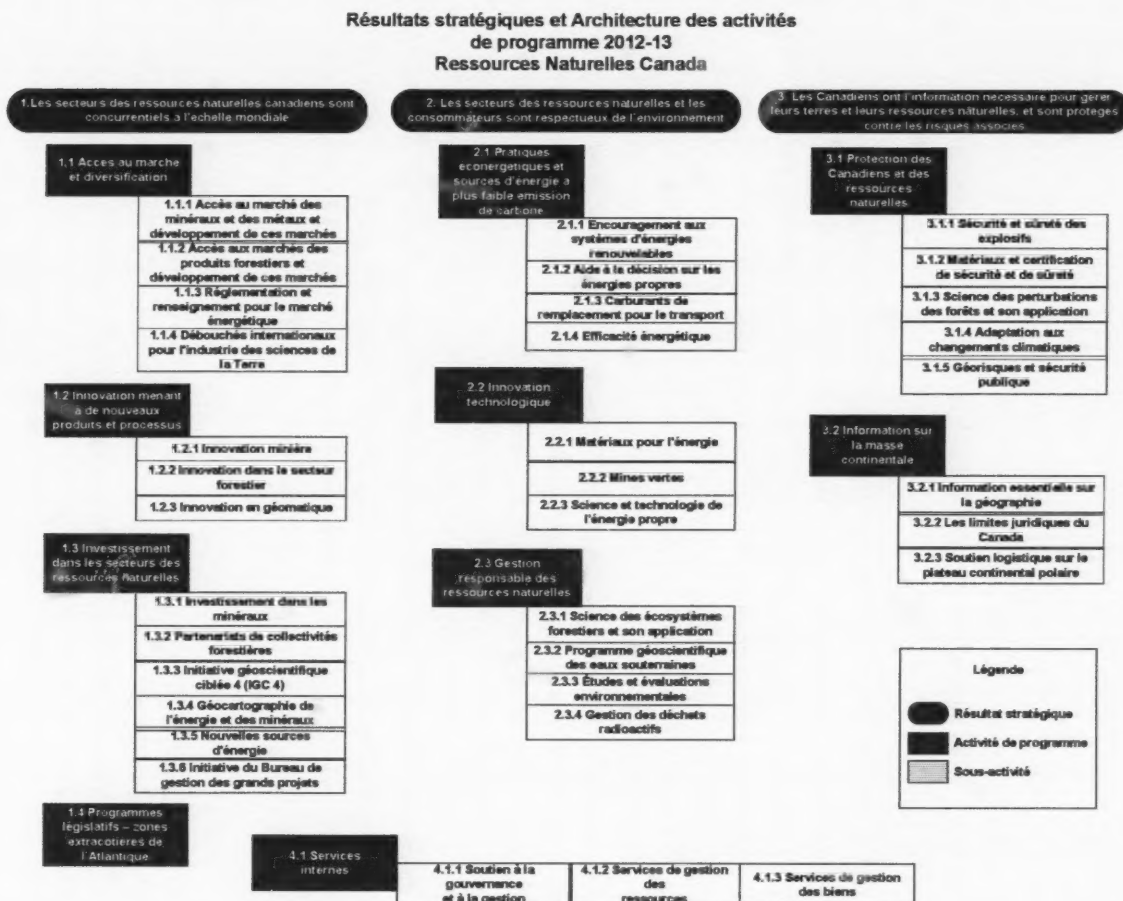 Résultats stratégiques et Architecture des activités
de programme 2012-13
Ressources Naturelles Canada
1.Les secteurs des ressources naturelles canadiens sont
concurrentiels à l'échelle mondiale
1.1 Accès au marché
et diversification
1.1.1 Accès au marché des
minéraux et des métaux et
développement de ces marchés
1.1.2 Accès aux marchés des
produits forestiers et
développement de ces marchés
1.1.3 Réglementation et
renseignement pour le marché
énergétique
1.1.4 Débouchés internationaux
pour l'industrie des sciences de
la Terre
1.2 Innovation menant
à de nouveaux
produits et processus
1.2.1 Innovation minière
1.2.2 Innovation dans le secteur
forestier
1.2.3 Innovation en géomatique
1.3 Investissement
dans les secteurs des
ressources naturelles
1.3.1 Investissement dans les
minéraux
1.3.2 Partenariats de collectivités
forestières
1.3.3 Initiative géoscientifique
ciblée 4 (IGC 4)
1.3.4 Géocartographie de
l'énergie et des minéraux
1.3.5 Nouvelles sources
d'énergie
1.3.6 Initiative du Bureau de
gestion des grands projets
1.4 Programmes
législatifs – zones
extracotières de
l'Atlantique
2. Les secteurs des ressources naturelles et les
consommateurs sont respectueux de l'environnement
2.1 Pratiques
éconergétiques et
sources d'énergie à
plus faible émission
de carbone
2.1.1 Encouragement aux
systèmes d'énergies
renouvelables
2.1.2 Aide à la décision sur les
énergies propres
2.1.3 Carburants de
remplacement pour le transport
2.1.4 Efficacité énergétique
2.2 Innovation
technologique
2.2.1 Matériaux pour l'énergie
2.2.2 Mines vertes
2.2.3 Science et technologie de
l'énergie propre
2.3 Gestion
responsable des
ressources naturelles
2.3.1 Science des écosystèmes
forestiers et son application
2.3.2 Programme géoscientifique
des eaux souterraines
2.3.3 Études et évaluations
environnementales
2.3.4 Gestion des déchets
radioactifs
3. Les Canadiens ont l'information nécessaire pour gérer
leurs terres et leurs ressources naturelles, et sont protégés
contre les risques associés
3.1 Protection des
Canadiens et des
ressources
naturelles
3.1.1 Sécurité et sûreté des
explosifs
3.1.2 Matériaux et certification
de sécurité et de sûreté
3.1.3 Science des perturbations
des forêts et son application
3.1.4 Adaptation aux
changements climatiques
3.1.5 Géorisques et sécurité
publique
3.2 Information sur
la masse
continentale
3.2.1 Information essentielle sur
la géographie
3.2.2 Les limites juridiques du
Canada
3.2.3 Soutien logistique sur le
plateau continental polaire
Légende
Résultat stratégique
Activité de programme
Sous-activité
4.1 Services
internes
4.1.1 Soutien à la
gouvernance
et à la gestion
4.1.2 Services de gestion
des
ressources
4.1.3 Services de gestion
des biens